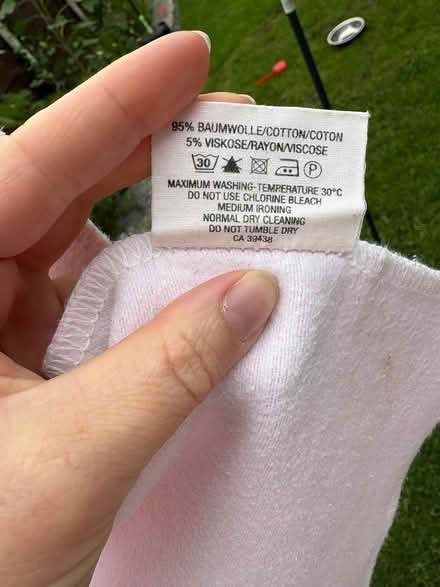 95% BAUMWOLLE/COTTON/COTON
5% VISKOSE/RAYON/VISCOSE
30 P
MAXIMUM WASHING-TEMPERATURE 30°C
DO NOT USE CHLORINE BLEACH
MEDIUM IRONING
NORMAL DRY CLEANING
DO NOT TUMBLE DRY
CA 39438